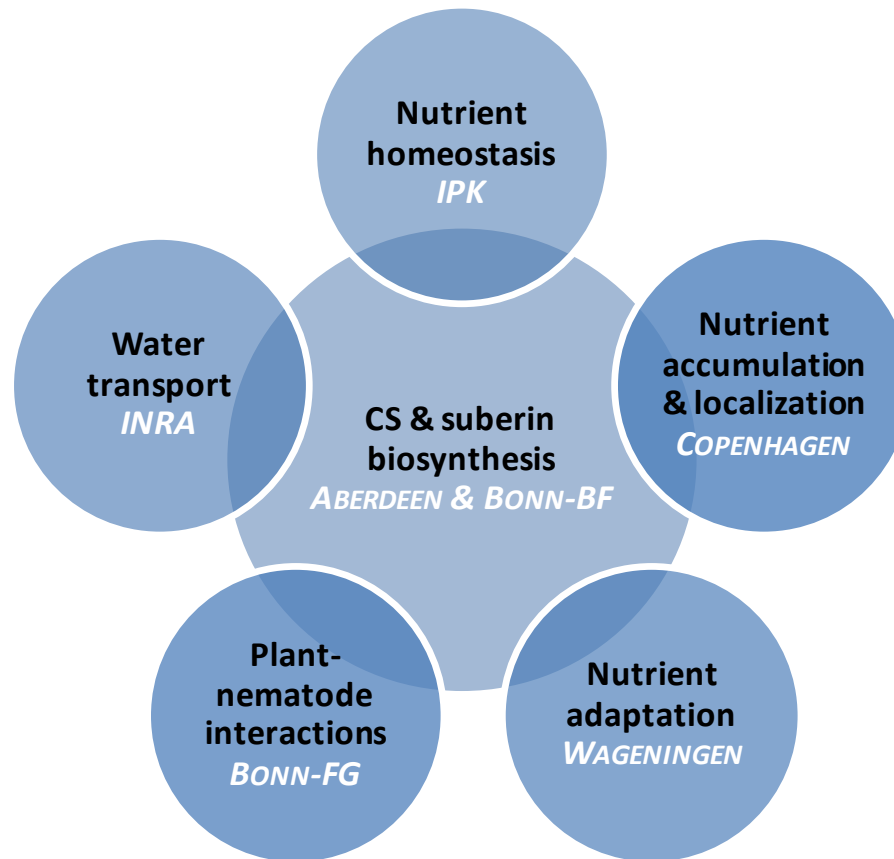 Nutrient
homeostasis
IPK
Nutrient
accumulation
& localization
COPENHAGEN
Water
transport
INRA
CS & suberin
biosynthesis
ABERDEEN & BONN-BF
Plant-
nematode
interactions
BONN-FG
Nutrient
adaptation
WAGENINGEN